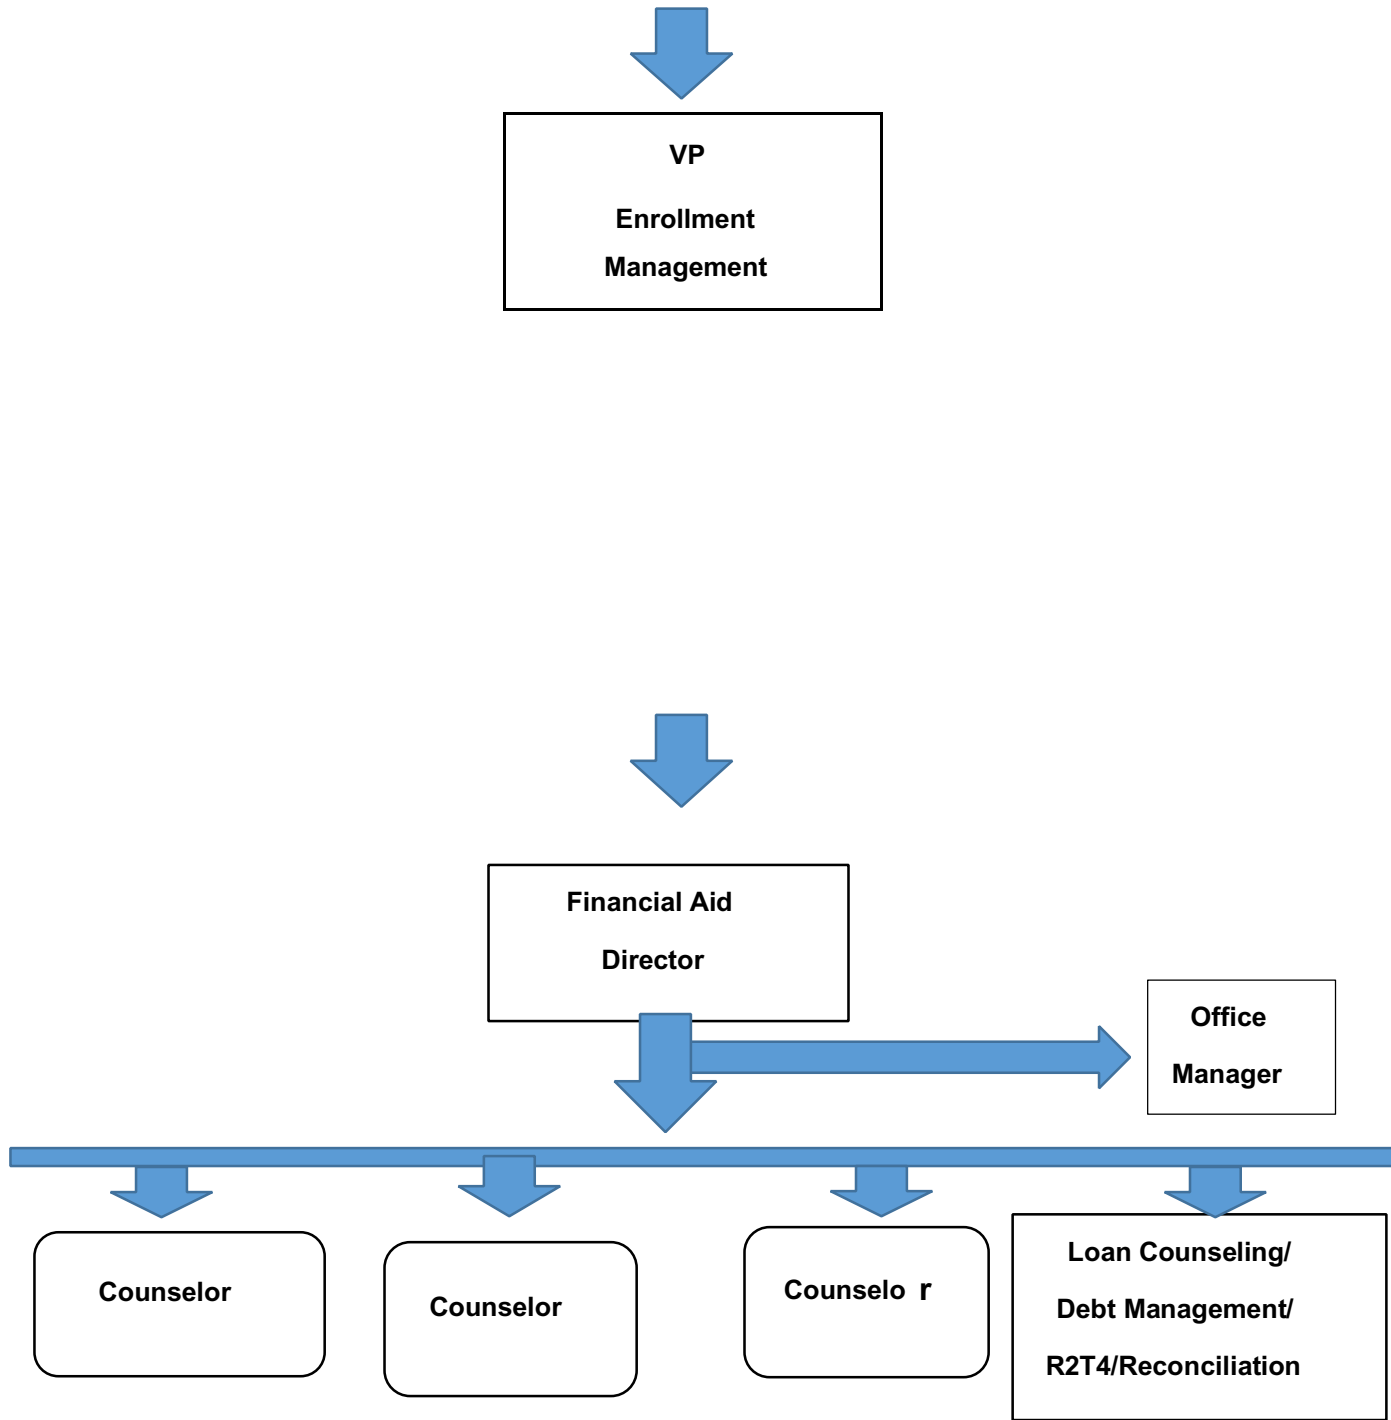 VP
Enrollment
Management
Financial Aid
Director
Office
Manager
Counselor
Counselor
Counselo r
Loan Counseling/
Debt Management/
R2T4/Reconciliation